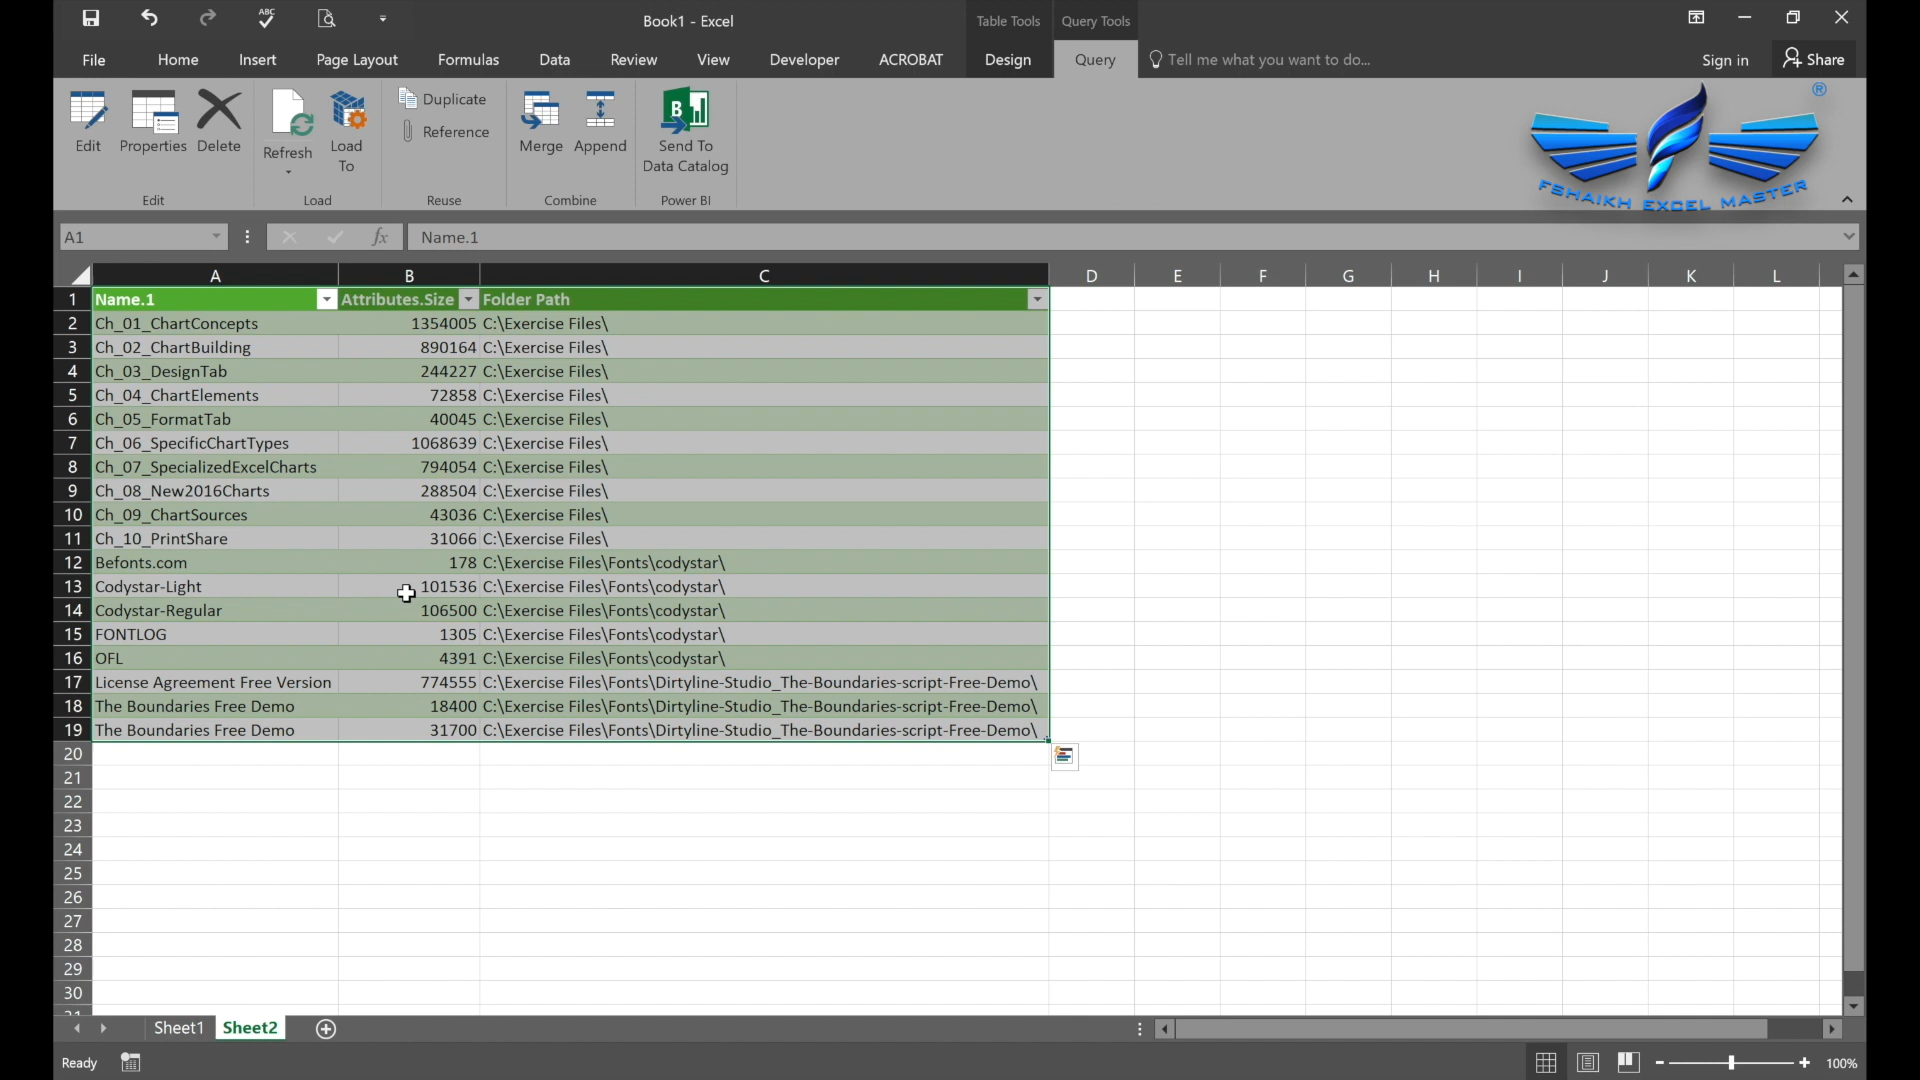 ABC
Book1 - Excel
Table Tools
Query Tools
File
Home
Insert
Page Layout
Formulas
Data
Review
View
Developer
ACROBAT
Design
Query
Tell me what you want to do...
Sign in
Share
Edit
Properties
Delete
Refresh
Load To
Duplicate
Reference
Merge
Append
Send To
Data Catalog
Edit
Load
Reuse
Combine
Power BI
®
FSHAIKH EXCEL MASTER
A1
fx
Name.1
A B C D E F G H I J K L
1 Name.1 Attributes.Size Folder Path
2 Ch_01_ChartConcepts 1354005 C:\Exercise Files\
3 Ch_02_ChartBuilding 890164 C:\Exercise Files\
4 Ch_03_DesignTab 244227 C:\Exercise Files\
5 Ch_04_ChartElements 72858 C:\Exercise Files\
6 Ch_05_FormatTab 40045 C:\Exercise Files\
7 Ch_06_SpecificChartTypes 1068639 C:\Exercise Files\
8 Ch_07_SpecializedExcelCharts 794054 C:\Exercise Files\
9 Ch_08_New2016Charts 288504 C:\Exercise Files\
10 Ch_09_ChartSources 43036 C:\Exercise Files\
11 Ch_10_PrintShare 31066 C:\Exercise Files\
12 Befonts.com 178 C:\Exercise Files\Fonts\codystar\
13 Codystar-Light 101536 C:\Exercise Files\Fonts\codystar\
14 Codystar-Regular 106500 C:\Exercise Files\Fonts\codystar\
15 FONTLOG 1305 C:\Exercise Files\Fonts\codystar\
16 OFL 4391 C:\Exercise Files\Fonts\codystar\
17 License Agreement Free Version 774555 C:\Exercise Files\Fonts\Dirtyline-Studio_The-Boundaries-script-Free-Demo\
18 The Boundaries Free Demo 18400 C:\Exercise Files\Fonts\Dirtyline-Studio_The-Boundaries-script-Free-Demo\
19 The Boundaries Free Demo 31700 C:\Exercise Files\Fonts\Dirtyline-Studio_The-Boundaries-script-Free-Demo\
20
21
22
23
24
25
26
27
28
29
30
Sheet1
Sheet2
Ready
100%